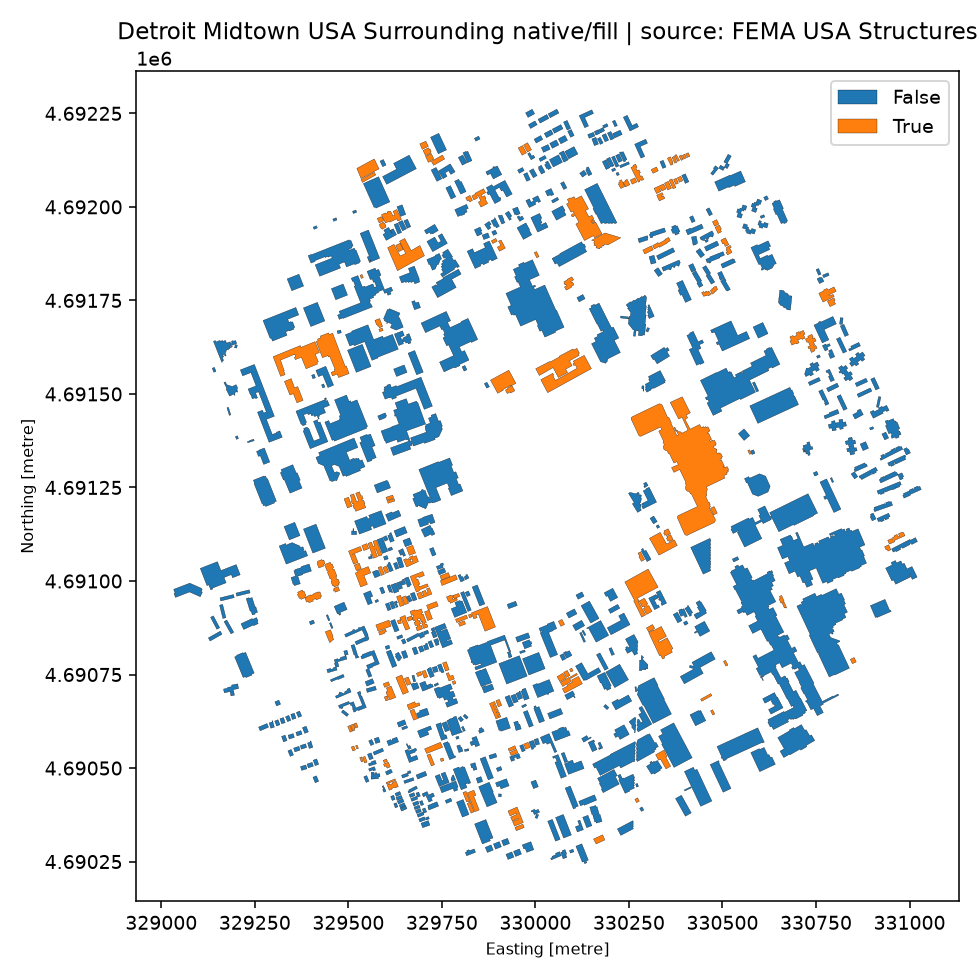 Detroit Midtown USA Surrounding native/fill | source: FEMA USA Structures
1e6
False
True
4.69225
4.69200
4.69175
4.69150
4.69125
4.69100
4.69075
4.69050
4.69025
Northing [metre]
329000 329250 329500 329750 330000 330250 330500 330750 331000
Easting [metre]